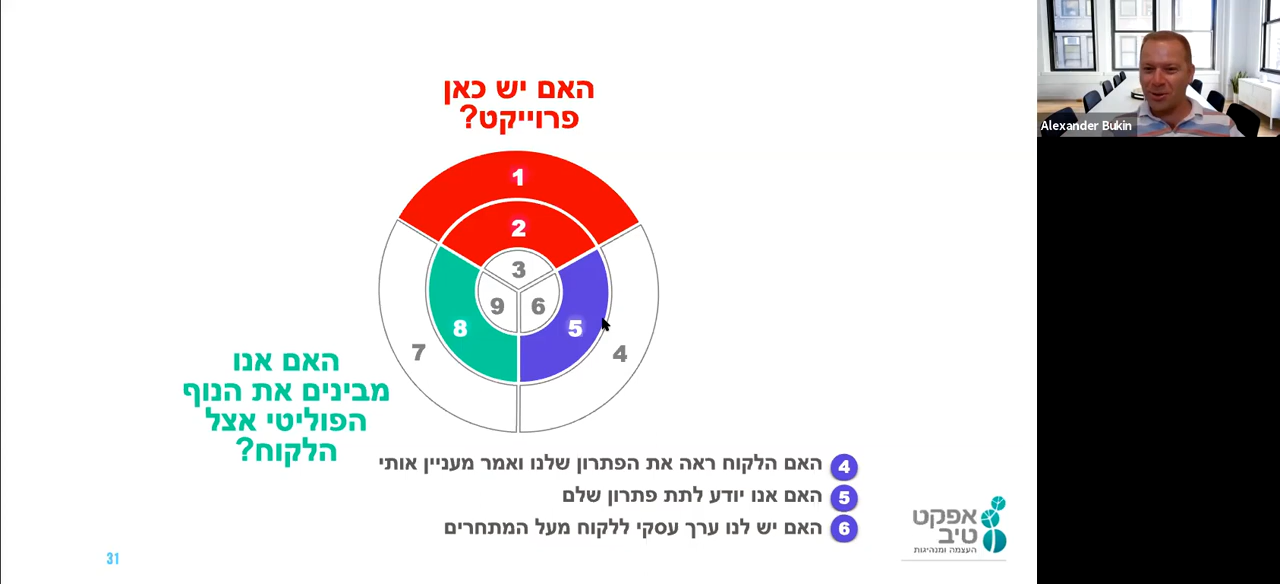 האם יש כאן
פרוייקט?
1
2
3
9
6
8
5
7
4
האם אנו
מבינים את הנוף
הפוליטי אצל
הלקוח?
4 האם הלקוח ראה את הפתרון שלנו ואמר מעניין אותי
5 האם אנו יודע לתת פתרון שלם
6 האם יש לנו ערך עסקי ללקוח מעל המתחרים
אפקט
טיב
העצמה ומנהיגות
31
Alexander Bukin